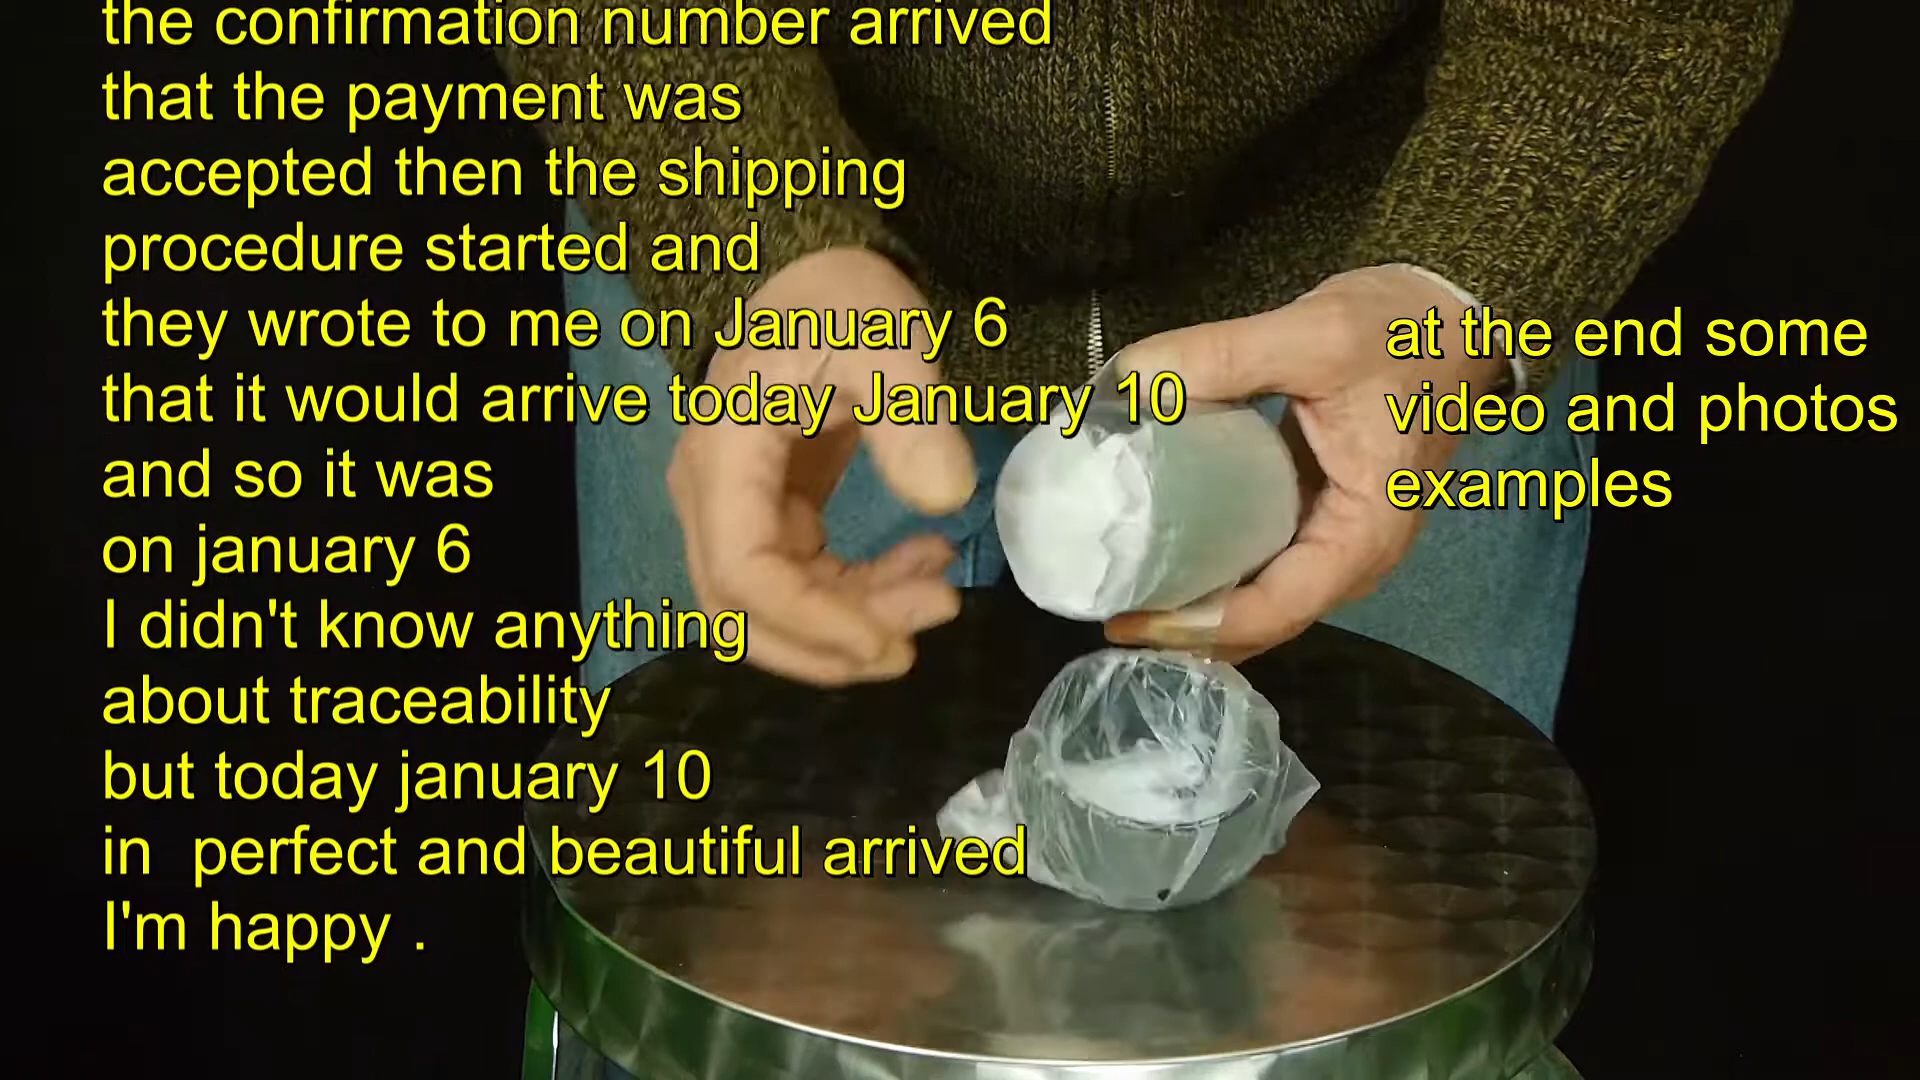 the confirmation number arrived
that the payment was
accepted then the shipping
procedure started and
they wrote to me on January 6
that it would arrive today January 10
and so it was
on january 6
I didn't know anything
about traceability
but today january 10
in  perfect and beautiful arrived
I'm happy .
at the end some
video and photos
examples